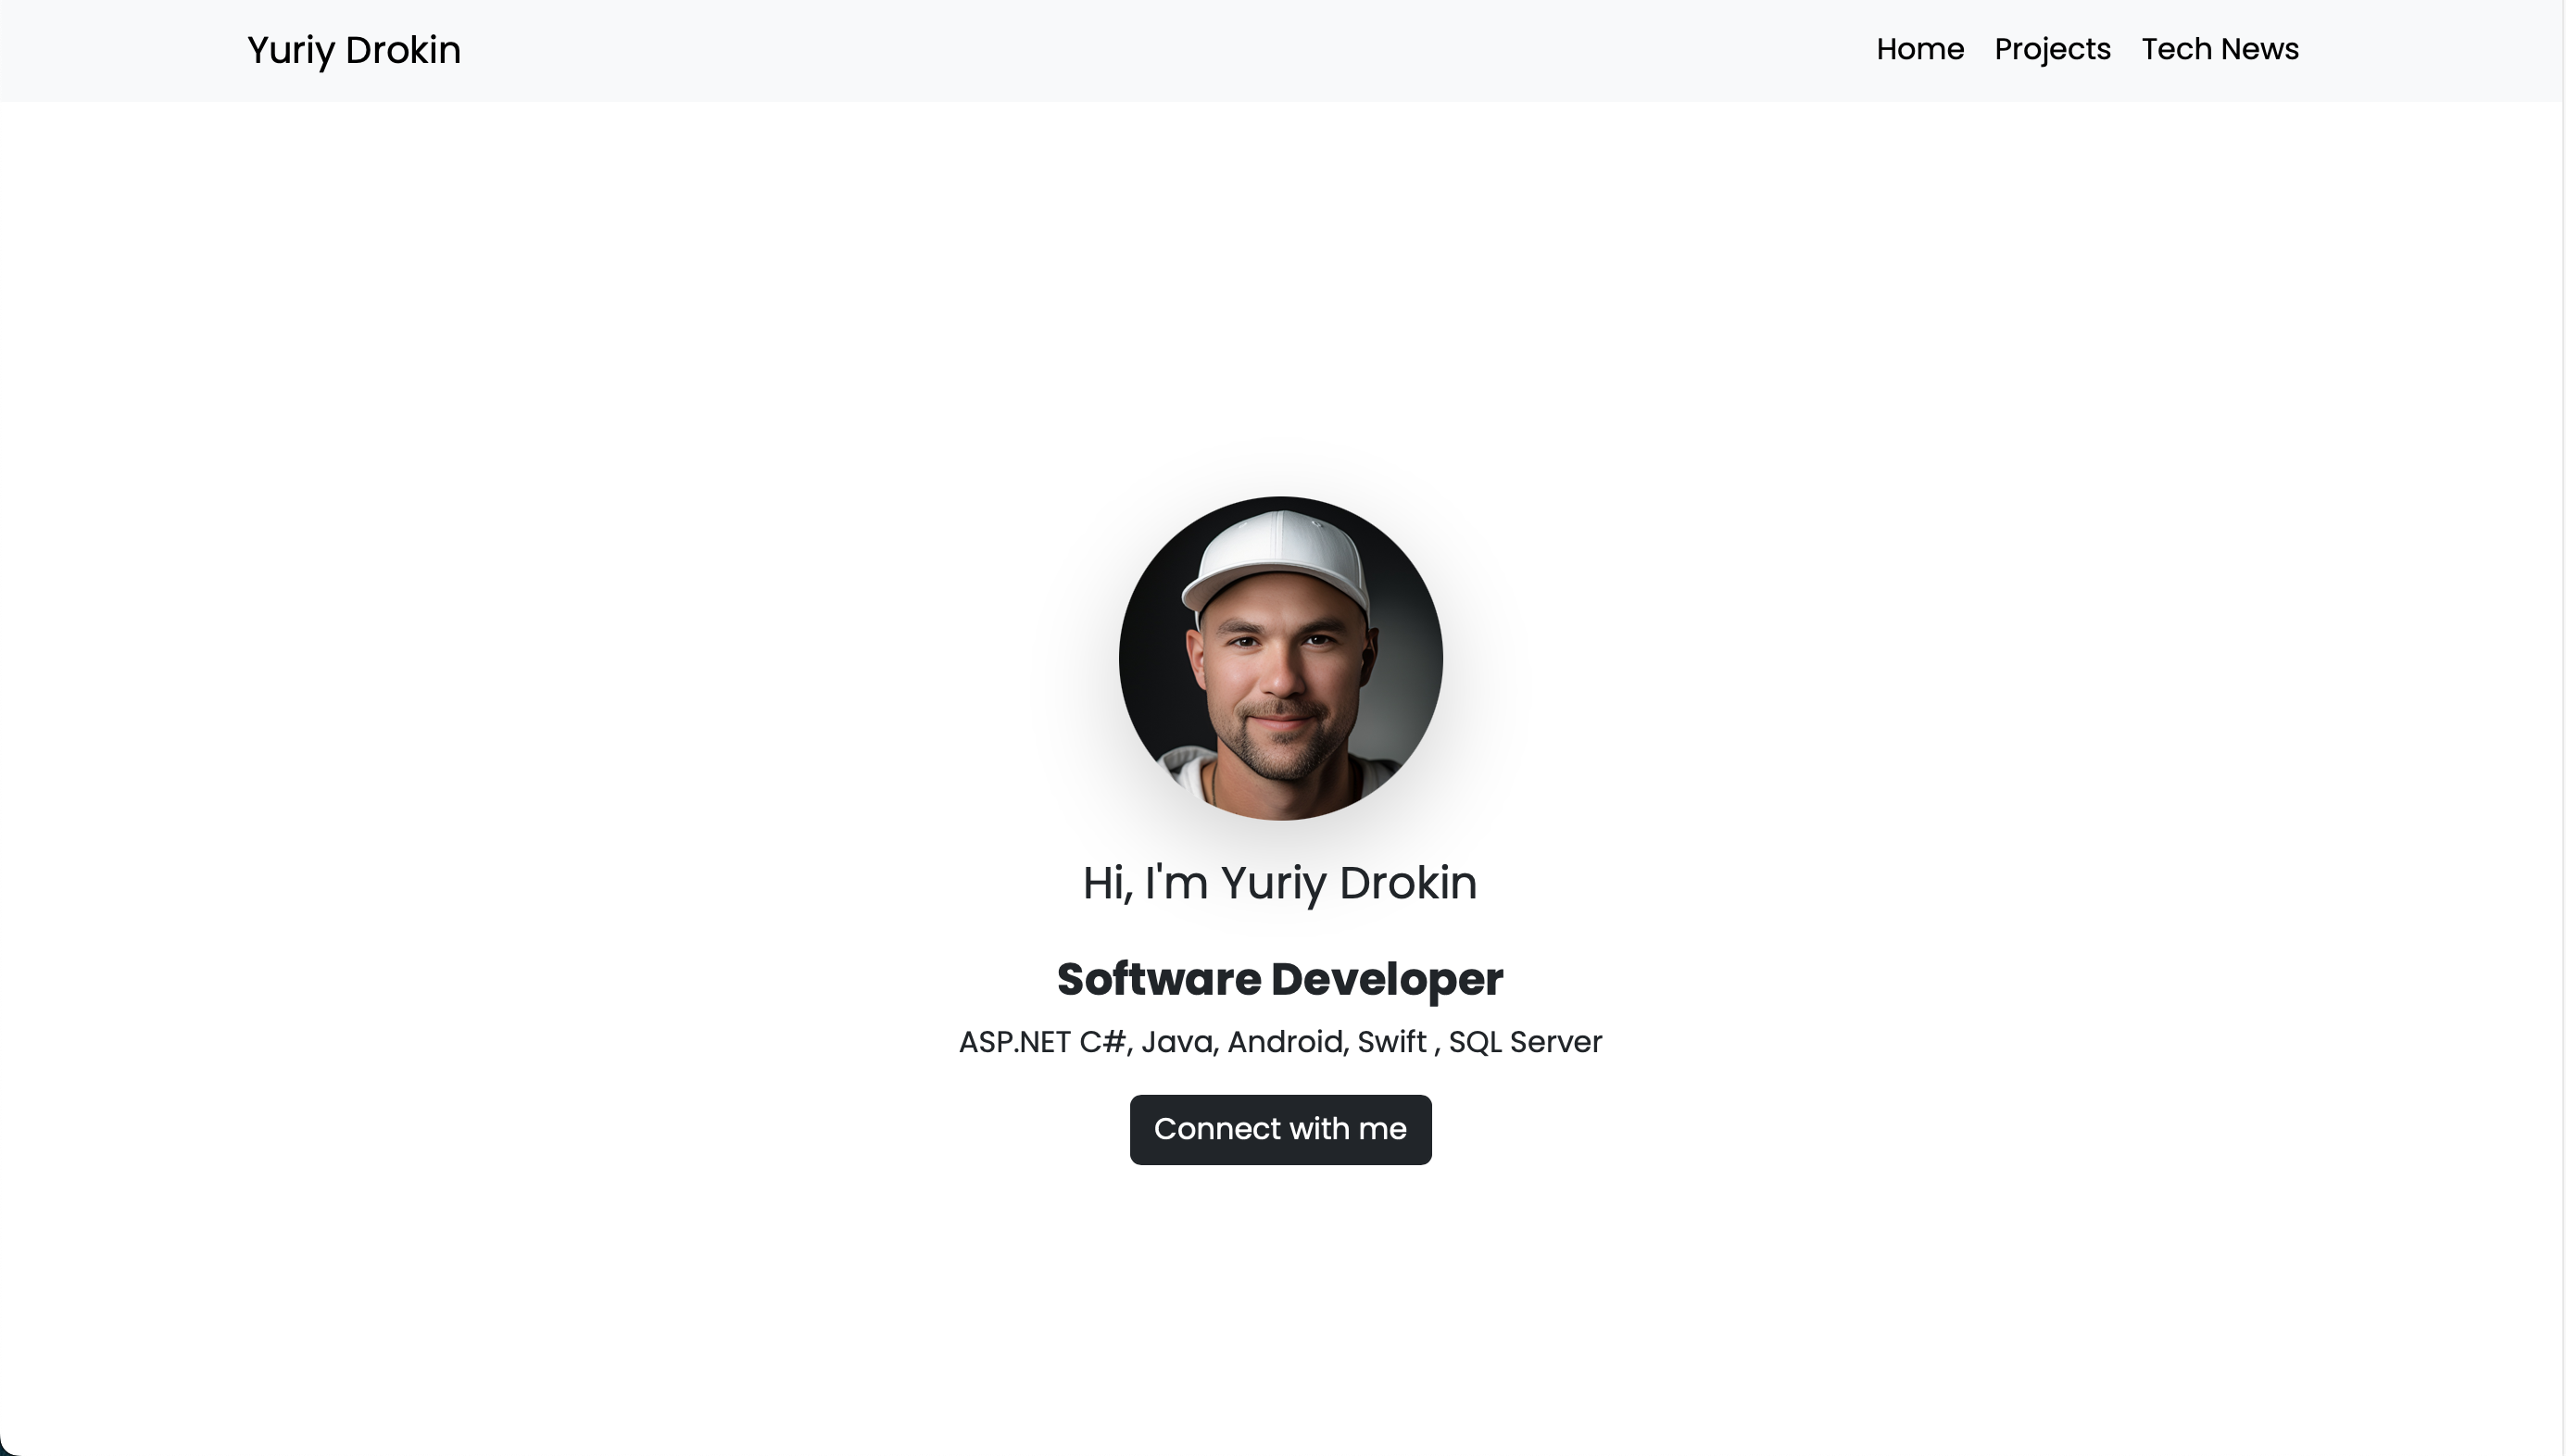 Yuriy Drokin
Home Projects Tech News
Hi, I'm Yuriy Drokin
Software Developer
ASP.NET C#, Java, Android, Swift , SQL Server
Connect with me